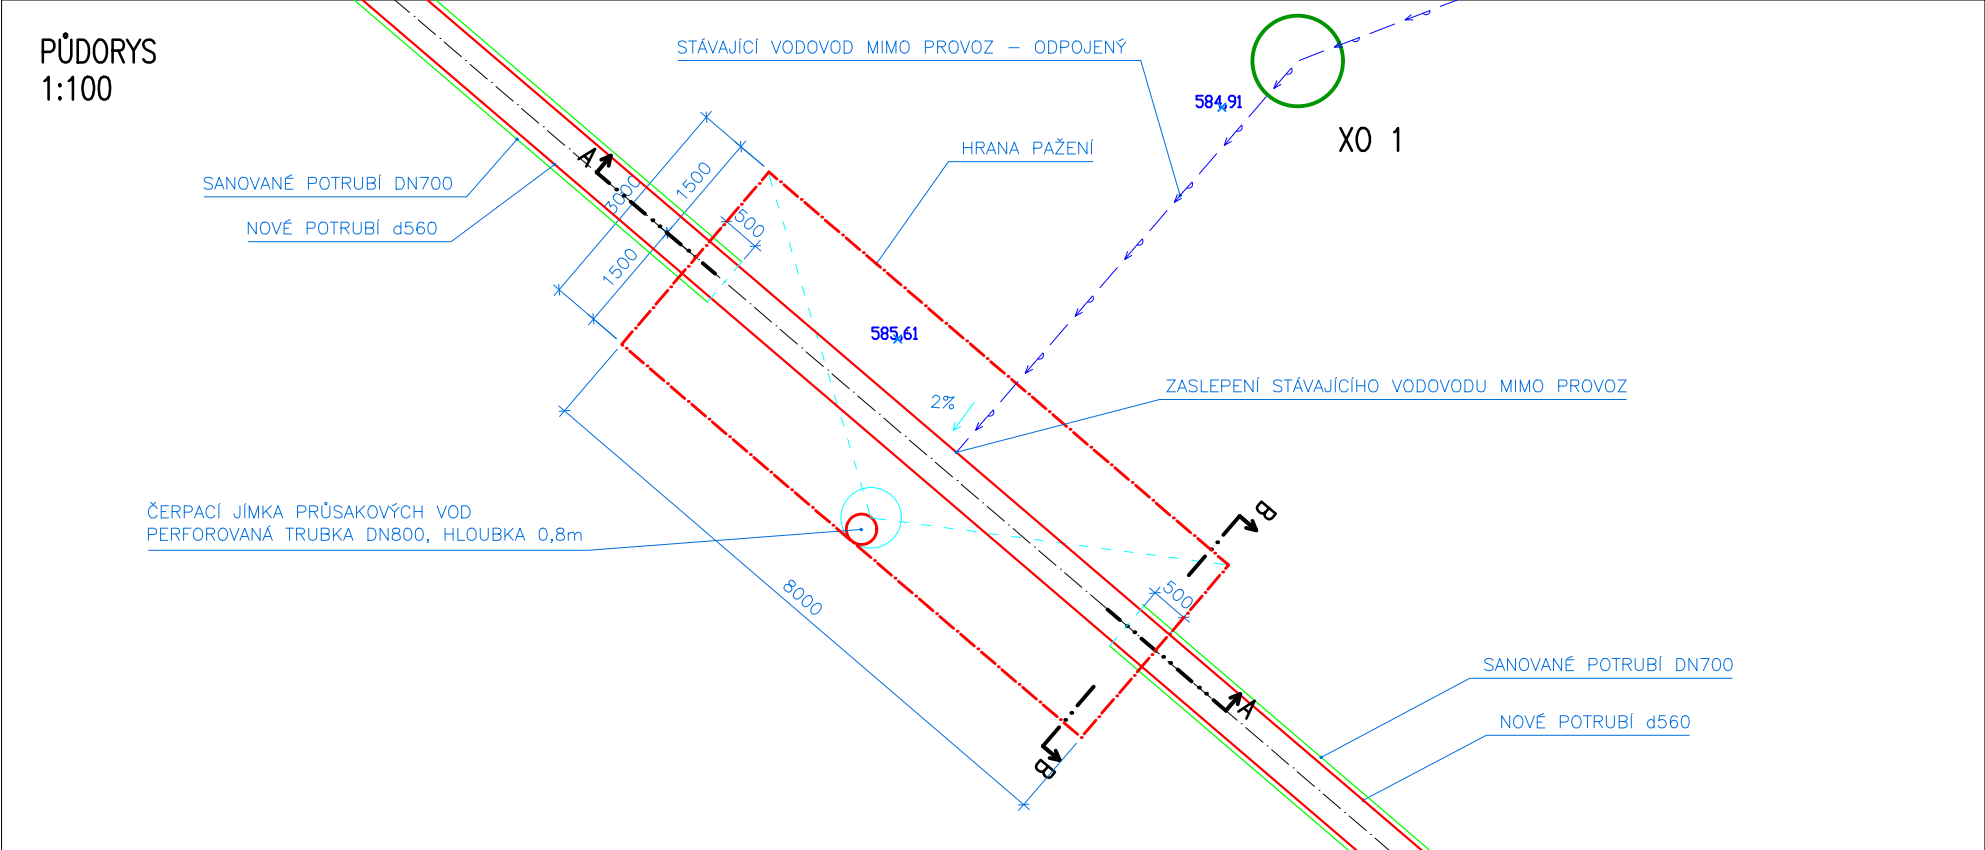 PŮDORYS
1:100
STÁVAJÍCÍ VODOVOD MIMO PROVOZ – ODPOJENÝ
584,91
XO 1
HRANA PAŽENÍ
A
SANOVANÉ POTRUBÍ DN700
NOVÉ POTRUBÍ d560
3000
1500
500
1500
585,61
2%
ZASLEPENÍ STÁVAJÍCÍHO VODOVODU MIMO PROVOZ
ČERPACÍ JÍMKA PRŮSAKOVÝCH VOD
PERFOROVANÁ TRUBKA DN800, HLOUBKA 0,8m
B
8000
500
SANOVANÉ POTRUBÍ DN700
A
NOVÉ POTRUBÍ d560
B